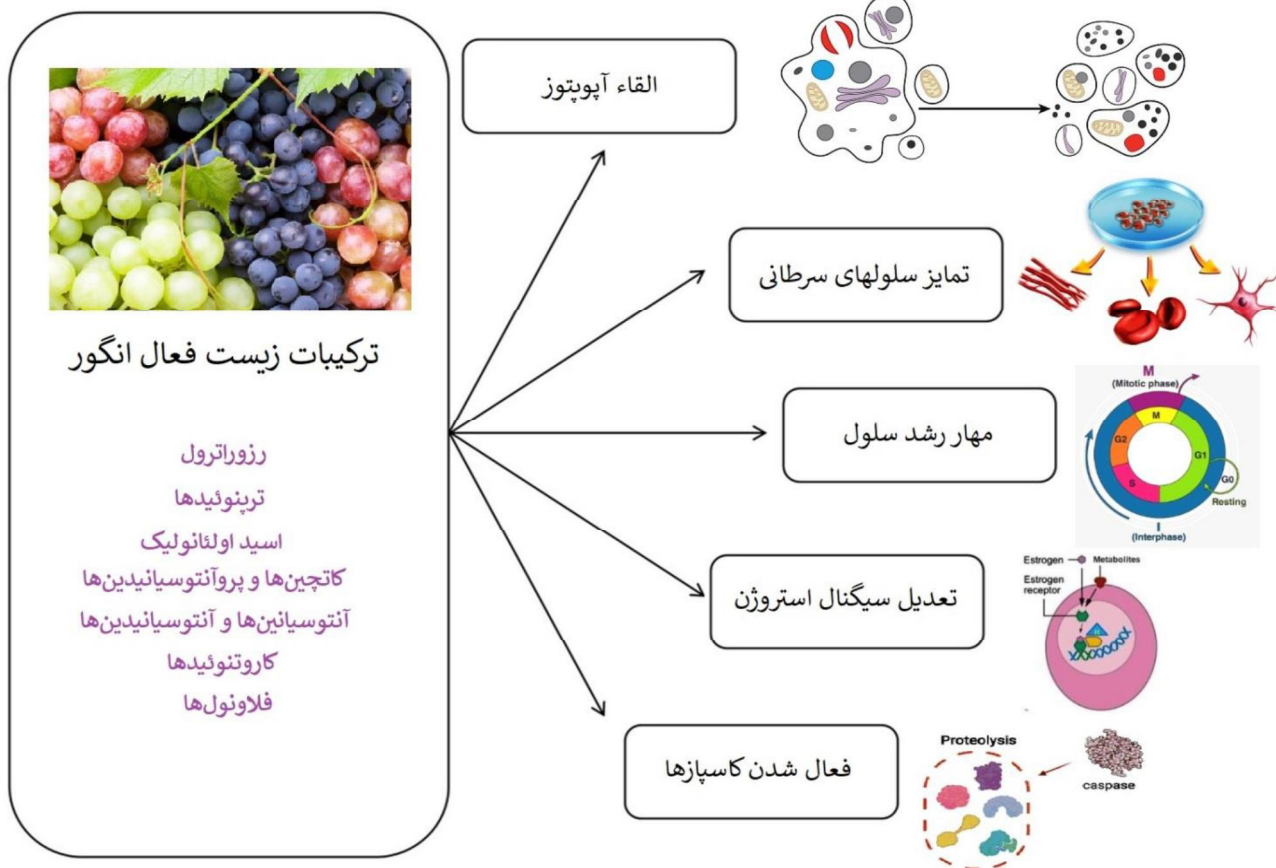 ترکیبات زیست فعال انگور
رزوراترول
ترپنوئیدها
اسید اولئانولیک
کاتچین‌ها و پروآنتوسیانیدین‌ها
آنتوسیانین‌ها و آنتوسیانیدین‌ها
کاروتنوئیدها
فلاونول‌ها
القاء آپوپتوز
تمایز سلولهای سرطانی
مهار رشد سلول
M
(Mitotic phase)
M
G2
G1
S
G0
Resting
I
(Interphase)
تعدیل سیگنال استروژن
Estrogen
Metabolites
Estrogen
receptor
فعال شدن کاسپازها
Proteolysis
caspase